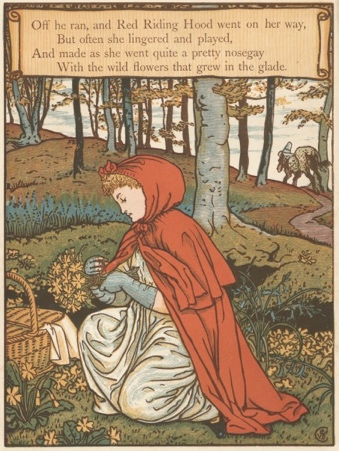 Off he ran, and Red Riding Hood went on her way,
But often she lingered and played,
And made as she went quite a pretty nosegay
With the wild flowers that grew in the glade.